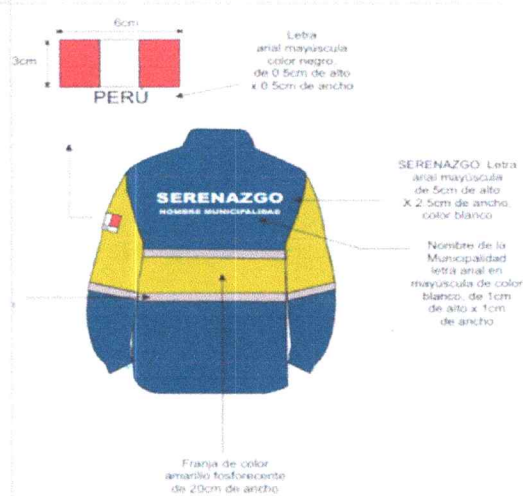 6cm
3cm
PERÚ
Letra
arial mayúscula
color negro,
de 0.5cm de alto
x 0.5cm de ancho
SERENAZGO: Letra
arial mayúscula
de 5cm de alto
X 2.5cm de ancho,
color blanco
SERENAZGO
NOMBRE MUNICIPALIDAD
Nombre de la
Municipalidad
letra arial en
mayúscula de color
blanco, de 1cm
de alto x 1cm
de ancho
Franja de color
amarillo fosforecente
de 20cm de ancho